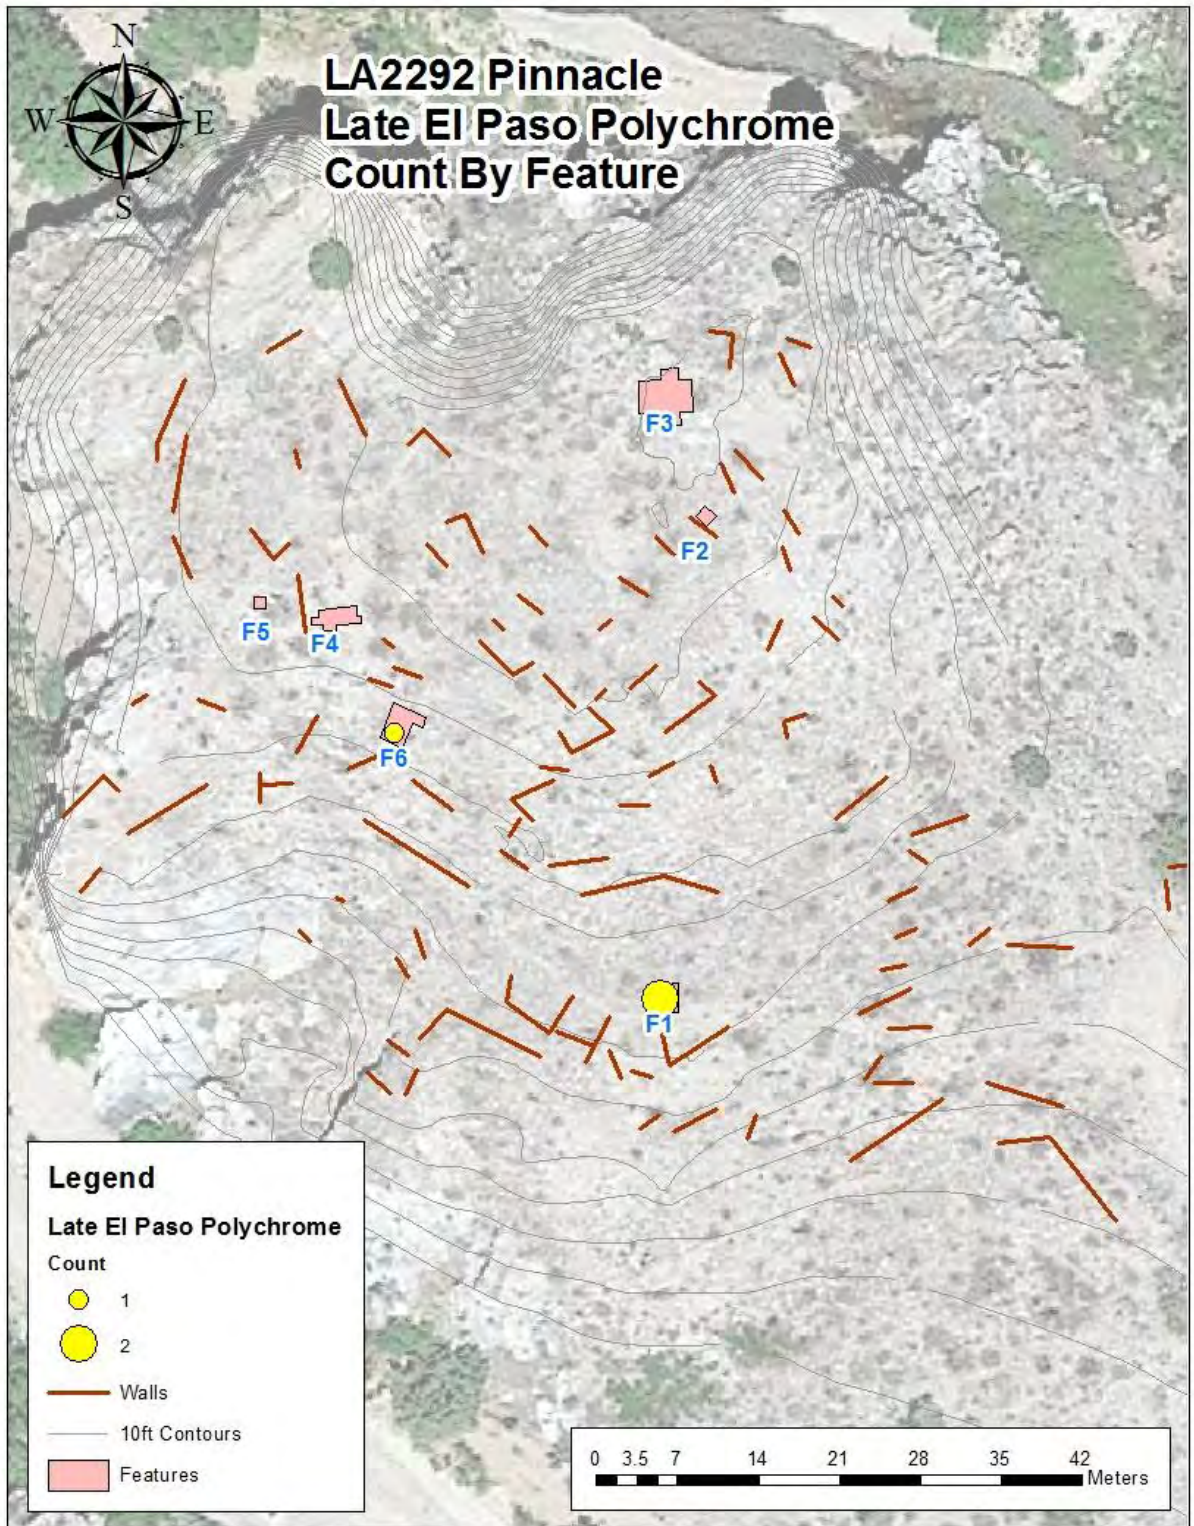 N
W E
S
LA2292 Pinnacle
Late El Paso Polychrome
Count By Feature
F3
F2
F5
F4
F6
F1
Legend
Late El Paso Polychrome
Count
1
2
Walls
10ft Contours
Features
0 3.5 7 14 21 28 35 42
Meters